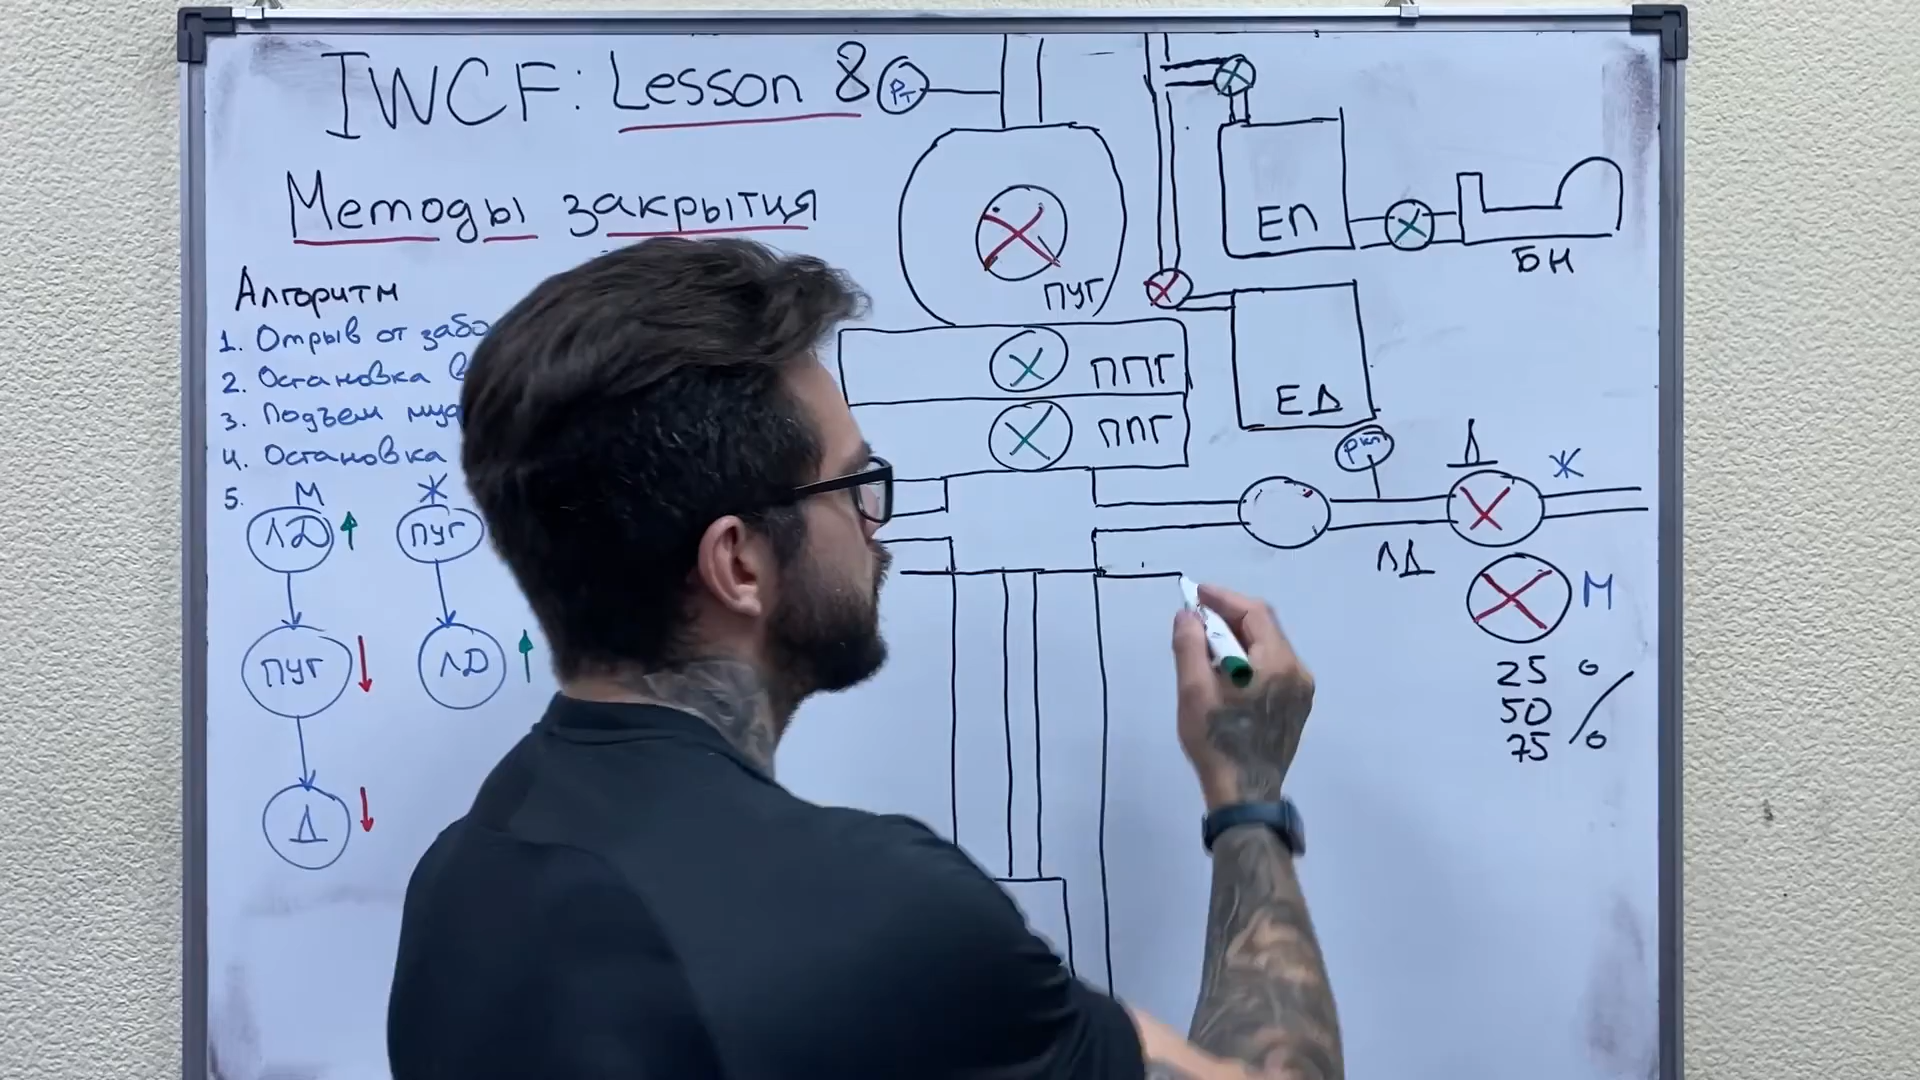 IWCF: Lesson 8
Методы закрытия
Алгоритм
1. Отрыв от забо
2. Остановка в
3. Подъем
4. Остановка
5.
М
Ж
ЛД
ПУГ
ПУГ
ЛД
Д
Рт
ПУГ
ППГ
ППГ
ЕП
БН
ЕД
Ркп
Д
Ж
ЛД
М
25 %
50
75